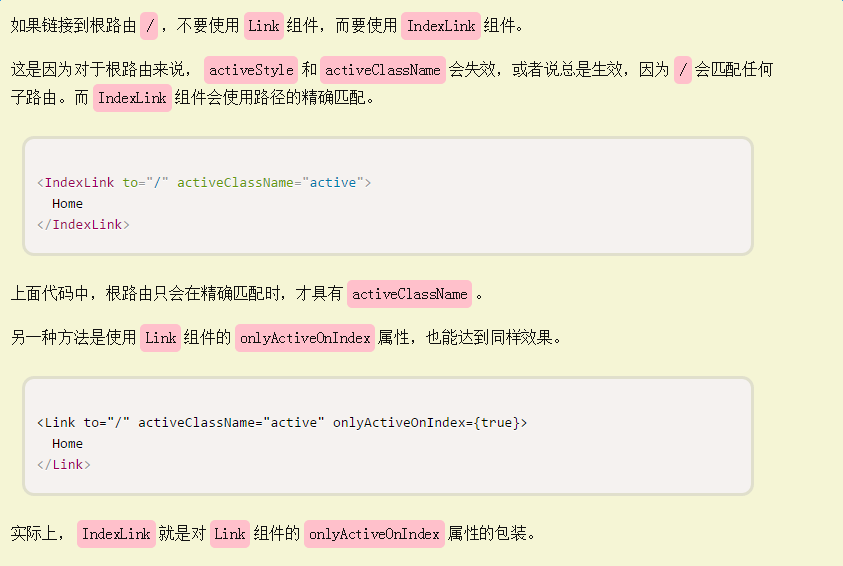 如果链接到根路由 / ，不要使用 Link 组件，而要使用 IndexLink 组件。
这是因为对于根路由来说， activeStyle 和 activeClassName 会失效，或者说总是生效，因为 / 会匹配任何
子路由。而 IndexLink 组件会使用路径的精确匹配。
<IndexLink to="/" activeClassName="active">
  Home
</IndexLink>
上面代码中，根路由只会在精确匹配时，才具有 activeClassName 。
另一种方法是使用 Link 组件的 onlyActiveOnIndex 属性，也能达到同样效果。
<Link to="/" activeClassName="active" onlyActiveOnIndex={true}>
  Home
</Link>
实际上， IndexLink 就是对 Link 组件的 onlyActiveOnIndex 属性的包装。